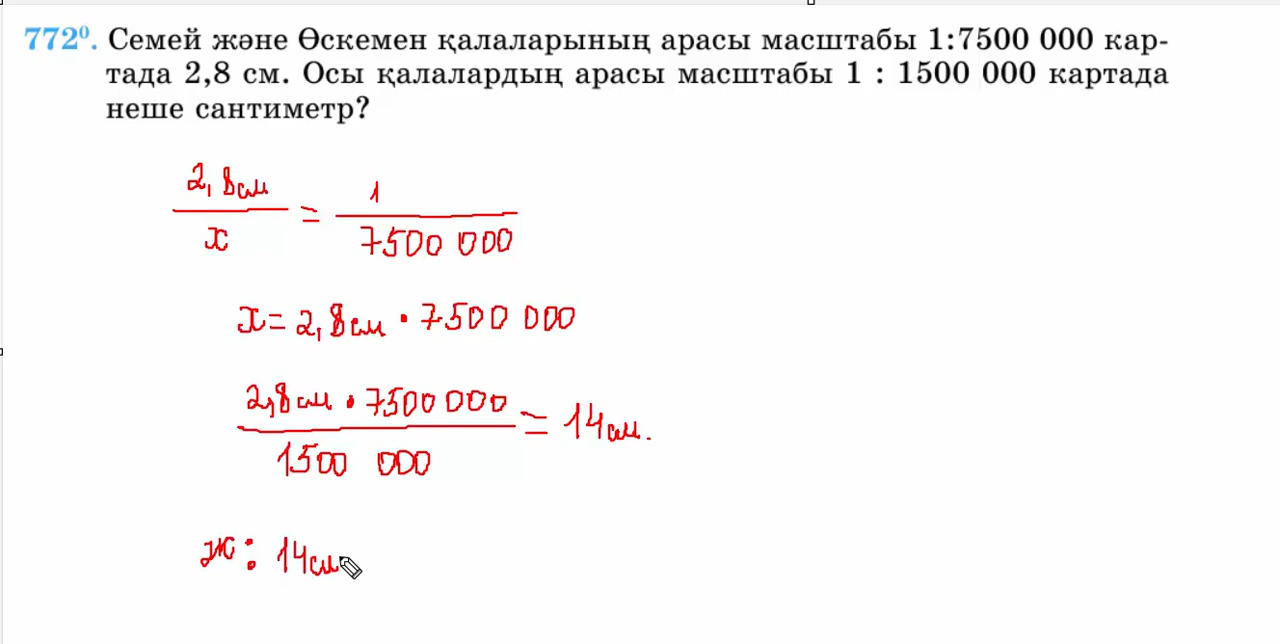 772⁰. Семей және Өскемен қалаларының арасы масштабы 1:7500 000 кар-
тада 2,8 см. Осы қалалардың арасы масштабы 1 : 1500 000 картада
неше сантиметр?
2,8см / x = 1 / 7500 000
x = 2,8см · 7500 000
2,8см · 7500 000 / 1500 000 = 14см.
ж: 14см